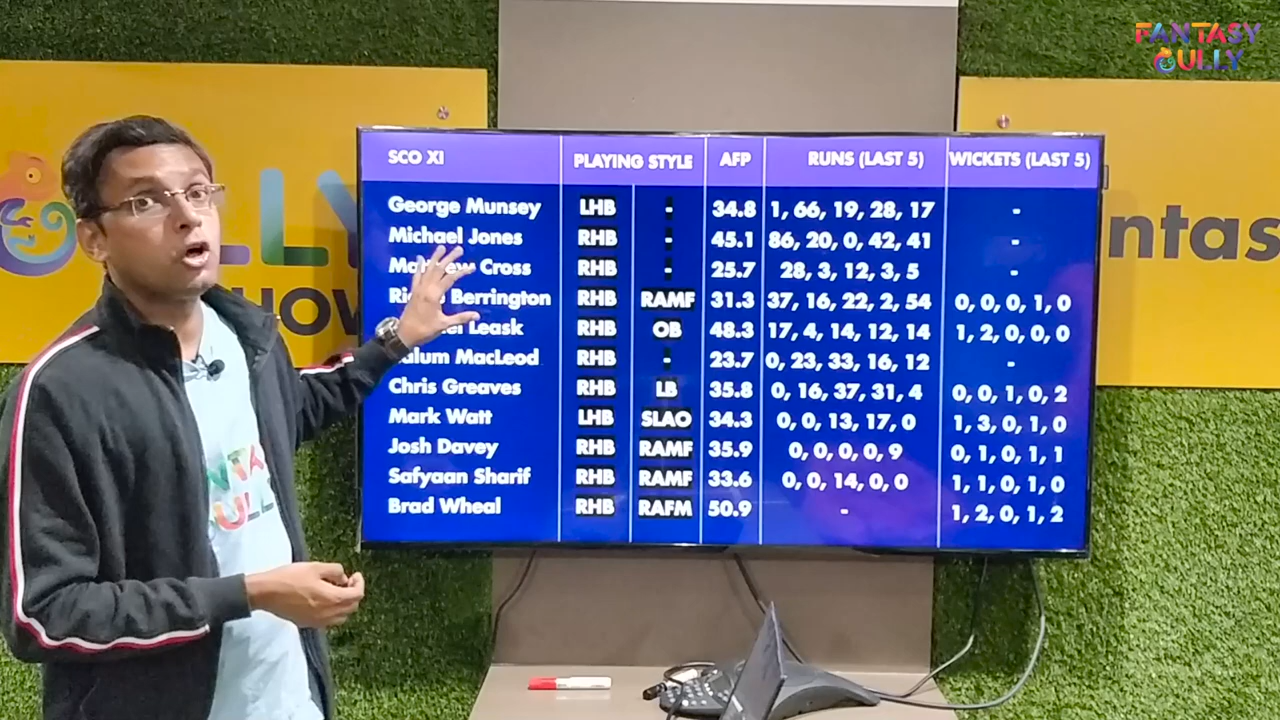 FANTASY
GULLY
SCO XI PLAYING STYLE AFP RUNS (LAST 5) WICKETS (LAST 5)
George Munsey LHB - 34.8 1, 66, 19, 28, 17 -
Michael Jones RHB - 45.1 86, 20, 0, 42, 41 -
Matthew Cross RHB - 25.7 28, 3, 12, 3, 5 -
Berrington RHB RAMF 31.3 37, 16, 22, 2, 54 0, 0, 0, 1, 0
Leask RHB OB 48.3 17, 4, 14, 12, 14 1, 2, 0, 0, 0
alum MacLeod RHB - 23.7 0, 23, 33, 16, 12 -
Chris Greaves RHB LB 35.8 0, 16, 37, 31, 4 0, 0, 1, 0, 2
Mark Watt LHB SLAO 34.3 0, 0, 13, 17, 0 1, 3, 0, 1, 0
Josh Davey RHB RAMF 35.9 0, 0, 0, 0, 9 0, 1, 0, 1, 1
Safyaan Sharif RHB RAMF 33.6 0, 0, 14, 0, 0 1, 1, 0, 1, 0
Brad Wheal RHB RAFM 50.9 - 1, 2, 0, 1, 2
LLY
HOW
ntas